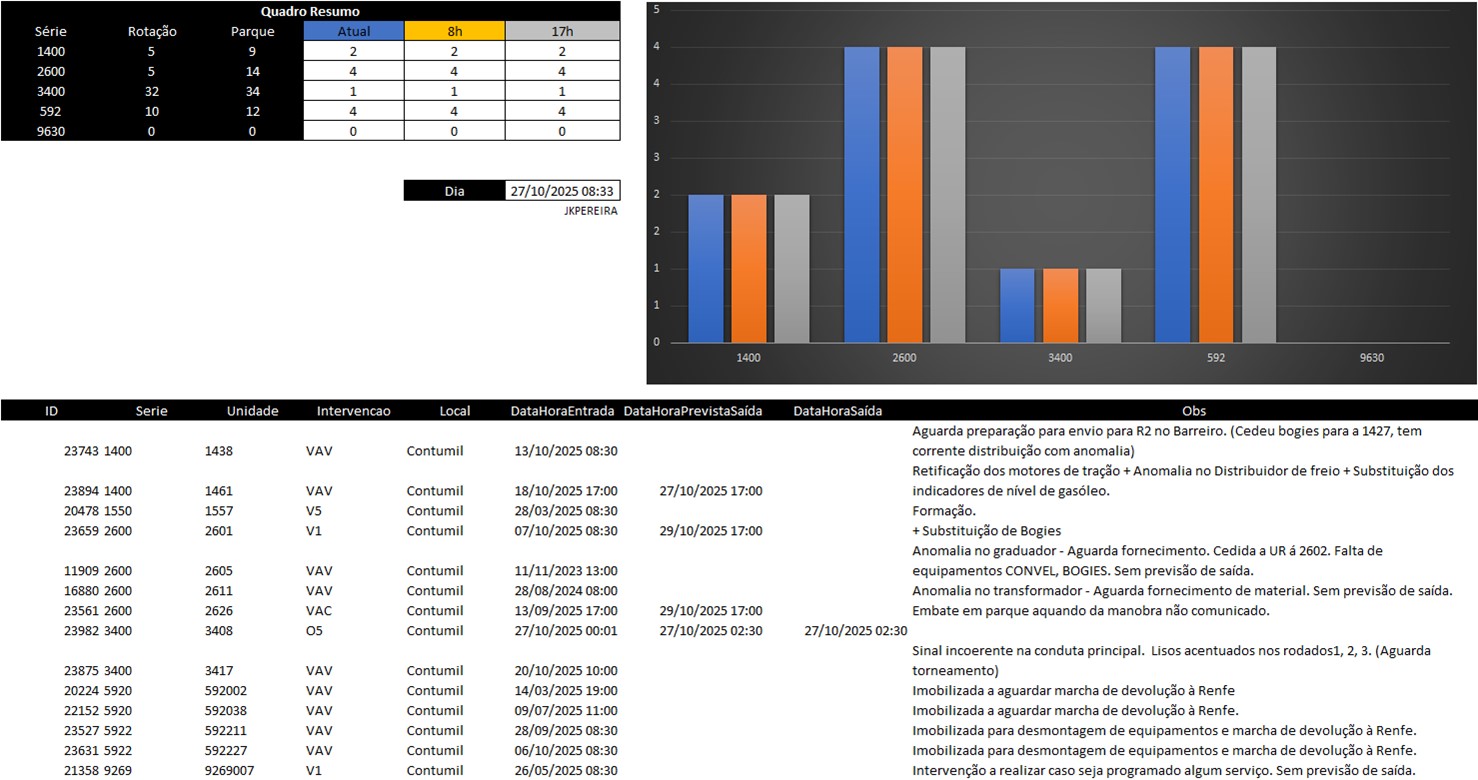 Quadro Resumo
Série Rotação Parque Atual 8h 17h
1400 5 9 2 2 2
2600 5 14 4 4 4
3400 32 34 1 1 1
592 10 12 4 4 4
9630 0 0 0 0 0
Dia 27/10/2025 08:33
JKPEREIRA
5
4
4
3
3
2
2
1
1
0
1400 2600 3400 592 9630
ID Serie Unidade Intervencao Local DataHoraEntrada DataHoraPrevistaSaída DataHoraSaída Obs
Aguarda preparação para envio para R2 no Barreiro. (Cedeu bogies para a 1427, tem
23743 1400 1438 VAV Contumil 13/10/2025 08:30 corrente distribuição com anomalia)
Retificação dos motores de tração + Anomalia no Distribuidor de freio + Substituição dos
23894 1400 1461 VAV Contumil 18/10/2025 17:00 27/10/2025 17:00 indicadores de nível de gasóleo.
20478 1550 1557 V5 Contumil 28/03/2025 08:30 Formação.
23659 2600 2601 V1 Contumil 07/10/2025 08:30 29/10/2025 17:00 + Substituição de Bogies
Anomalia no graduador - Aguarda fornecimento. Cedida a UR á 2602. Falta de
11909 2600 2605 VAV Contumil 11/11/2023 13:00 equipamentos CONVEL, BOGIES. Sem previsão de saída.
16880 2600 2611 VAV Contumil 28/08/2024 08:00 Anomalia no transformador - Aguarda fornecimento de material. Sem previsão de saída.
23561 2600 2626 VAC Contumil 13/09/2025 17:00 29/10/2025 17:00 Embate em parque aquando da manobra não comunicado.
23982 3400 3408 O5 Contumil 27/10/2025 00:01 27/10/2025 02:30 27/10/2025 02:30
Sinal incoerente na conduta principal. Lisos acentuados nos rodados1, 2, 3. (Aguarda
23875 3400 3417 VAV Contumil 20/10/2025 10:00 torneamento)
20224 5920 592002 VAV Contumil 14/03/2025 19:00 Imobilizada a aguardar marcha de devolução à Renfe
22152 5920 592038 VAV Contumil 09/07/2025 11:00 Imobilizada a aguardar marcha de devolução à Renfe.
23527 5922 592211 VAV Contumil 28/09/2025 08:30 Imobilizada para desmontagem de equipamentos e marcha de devolução à Renfe.
23631 5922 592227 VAV Contumil 06/10/2025 08:30 Imobilizada para desmontagem de equipamentos e marcha de devolução à Renfe.
21358 9269 9269007 V1 Contumil 26/05/2025 08:30 Intervenção a realizar caso seja programado algum serviço. Sem previsão de saída.